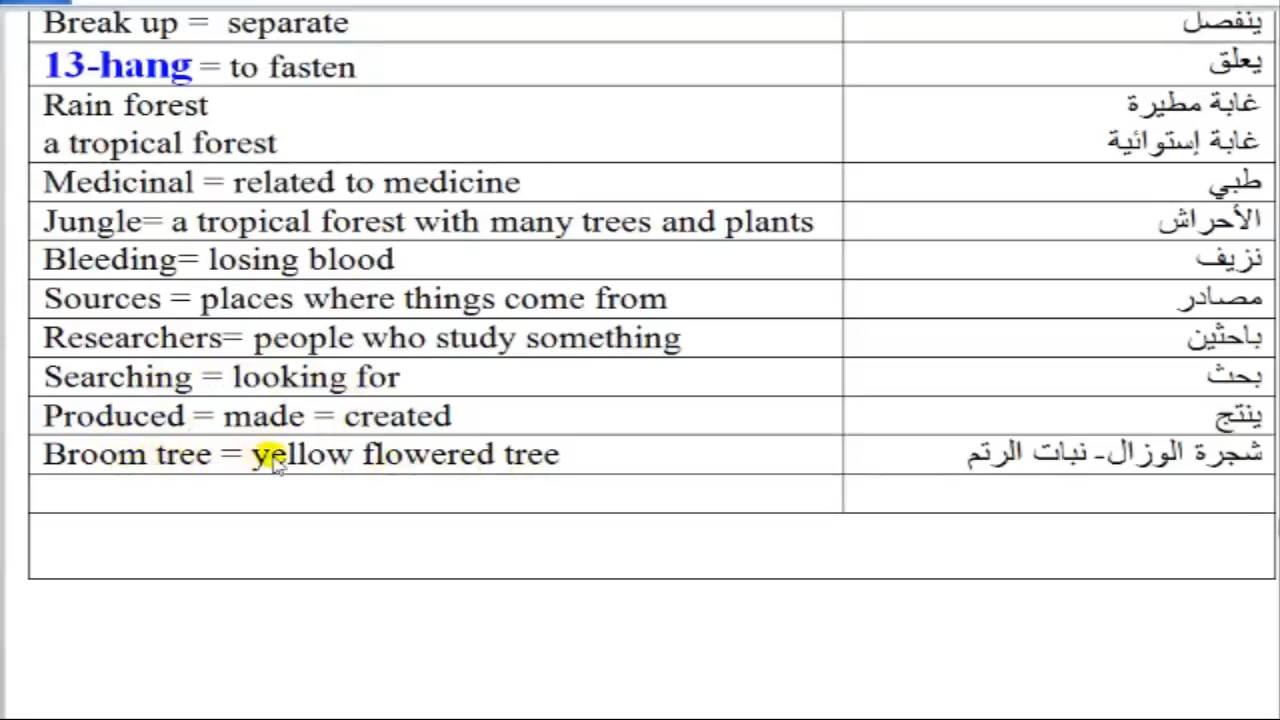 Break up =  separate ينفصل
13-hang = to fasten يعلق
Rain forest غابة مطيرة
a tropical forest غابة إستوائية
Medicinal = related to medicine طبي
Jungle= a tropical forest with many trees and plants الأحراش
Bleeding= losing blood نزيف
Sources = places where things come from مصادر
Researchers= people who study something باحثين
Searching = looking for بحث
Produced = made = created ينتج
Broom tree = yellow flowered tree شجرة الوزال- نبات الرتم